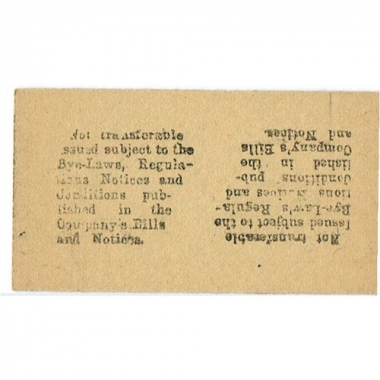 Not transferable
issued subject to the
Bye-Laws, Regula-
tions Notices and
Conditions pub-
lished in the
Company's Bills
and Notices.
Not transferable
Issued subject to the
Bye-Law's Regula-
tions Notices and
Conditions pub-
lished in the
Company's Bills
and Notices.